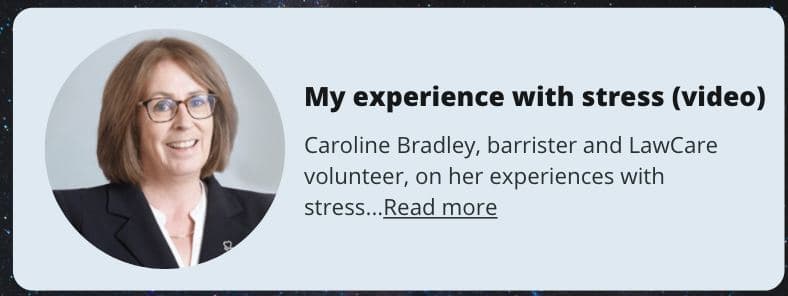 My experience with stress (video)
Caroline Bradley, barrister and LawCare
volunteer, on her experiences with
stress...Read more